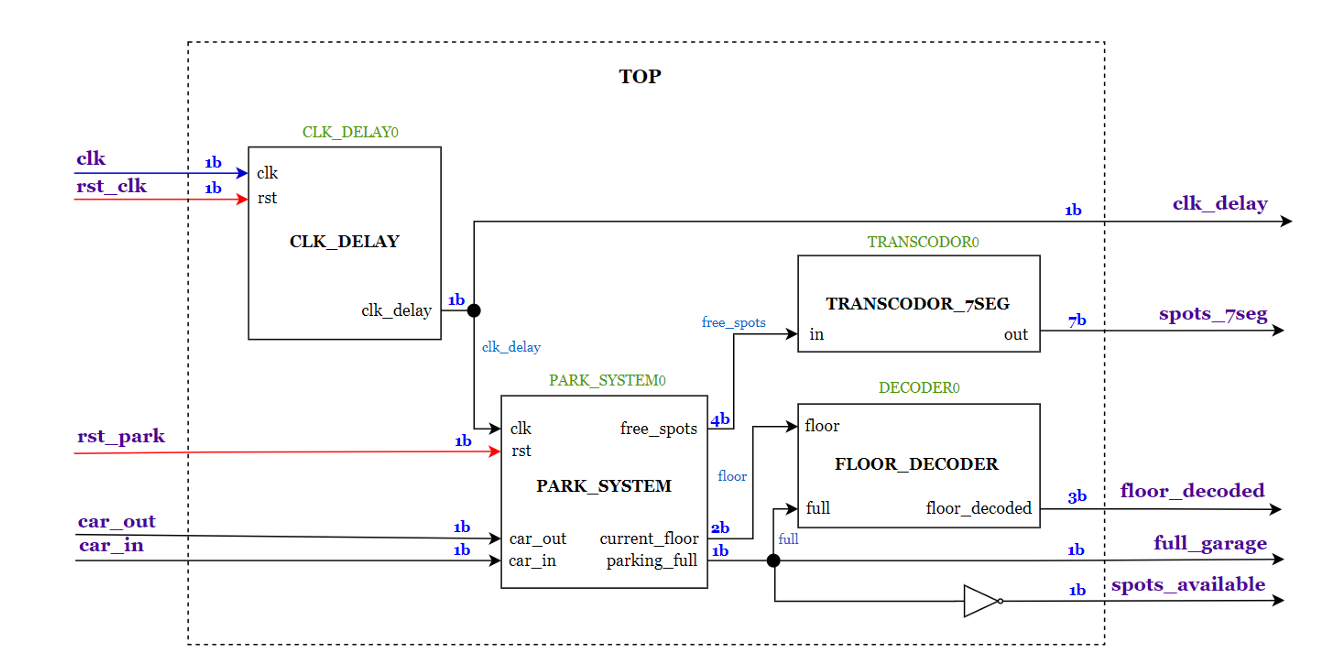 TOP
CLK_DELAY0
clk
1b
clk
rst_clk
1b
rst
CLK_DELAY
clk_delay
1b
clk_delay
1b
clk_delay
TRANSCODOR0
TRANSCODOR_7SEG
in
out
free_spots
7b
spots_7seg
PARK_SYSTEM0
DECODER0
rst_park
1b
clk
rst
free_spots
4b
PARK_SYSTEM
floor
floor
FLOOR_DECODER
full
floor_decoded
3b
floor_decoded
car_out
1b
car_out
current_floor
2b
full
car_in
1b
car_in
parking_full
1b
1b
full_garage
1b
spots_available